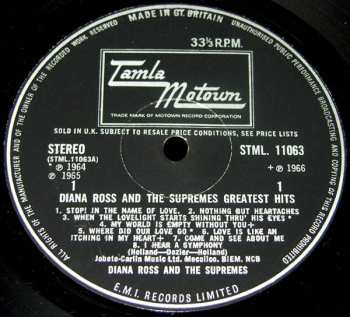 MADE IN GT. BRITAIN
ALL RIGHTS OF THE MANUFACTURER AND OF THE OWNER OF THE RECORDED WORK RESERVED
UNAUTHORISED PUBLIC PERFORMANCE BROADCASTING AND COPYING OF THIS RECORD PROHIBITED
33⅓ R.P.M.
Tamla
Motown
TRADE MARK OF MOTOWN RECORD CORPORATION
SOLD IN U.K. SUBJECT TO RESALE PRICE CONDITIONS, SEE PRICE LISTS
STEREO STML. 11063
(STML.11063A)
℗ 1964 + ℗ 1966
℗ 1965
1 1
DIANA ROSS AND THE SUPREMES GREATEST HITS
1. STOP! IN THE NAME OF LOVE. 2. NOTHING BUT HEARTACHES
3. WHEN THE LOVELIGHT STARTS SHINING THRU' HIS EYES *
4. MY WORLD IS EMPTY WITHOUT YOU +
5. WHERE DID OUR LOVE GO* 6. LOVE IS LIKE AN
ITCHING IN MY HEART + 7. COME AND SEE ABOUT ME
8. I HEAR A SYMPHONY
(Holland—Dozier—Holland)
Jobete-Carlin Music Ltd. Mecolico. BIEM. NCB
DIANA ROSS AND THE SUPREMES
E.M.I. RECORDS LIMITED